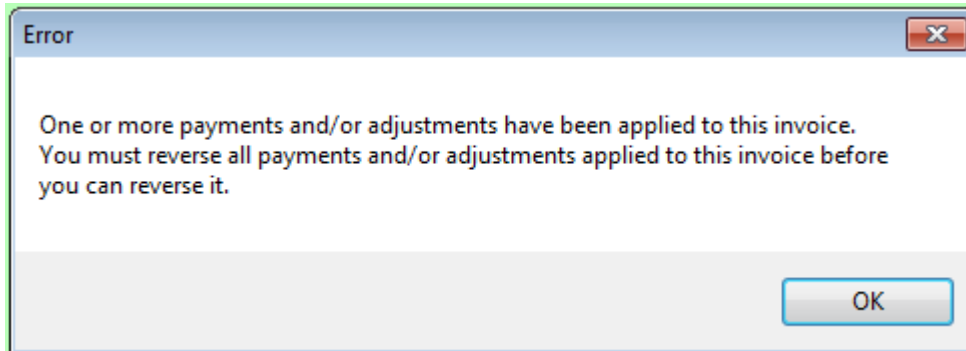 Error
One or more payments and/or adjustments have been applied to this invoice.
You must reverse all payments and/or adjustments applied to this invoice before
you can reverse it.
OK